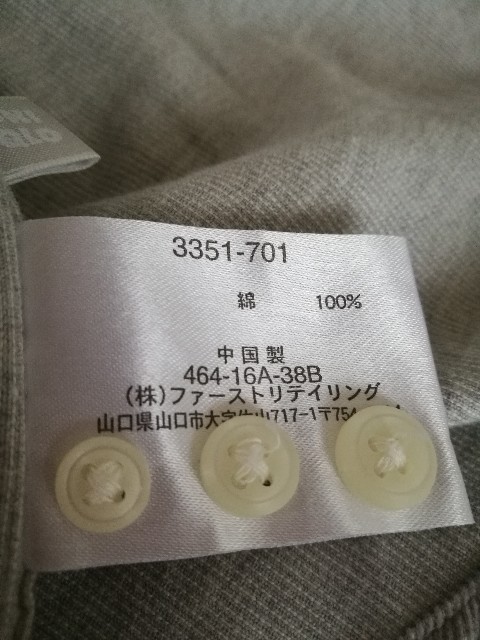 3351-701
綿 100%
中国製
464-16A-38B
(株)ファーストリテイリング
山口県山口市大字佐山717-1〒754